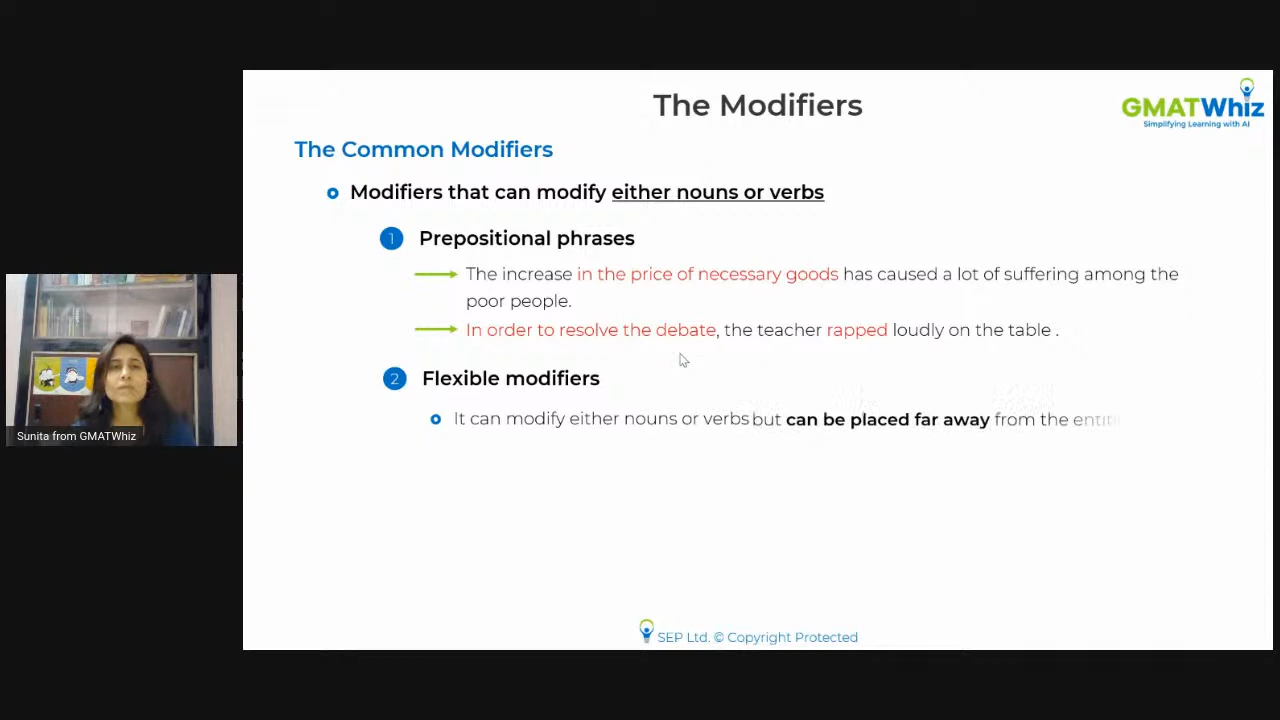 The Modifiers
GMATWhiz
Simplifying Learning with AI
The Common Modifiers
Modifiers that can modify either nouns or verbs
1 Prepositional phrases
The increase in the price of necessary goods has caused a lot of suffering among the
poor people.
In order to resolve the debate, the teacher rapped loudly on the table .
2 Flexible modifiers
It can modify either nouns or verbs but can be placed far away from the
Sunita from GMATWhiz
SEP Ltd. © Copyright Protected